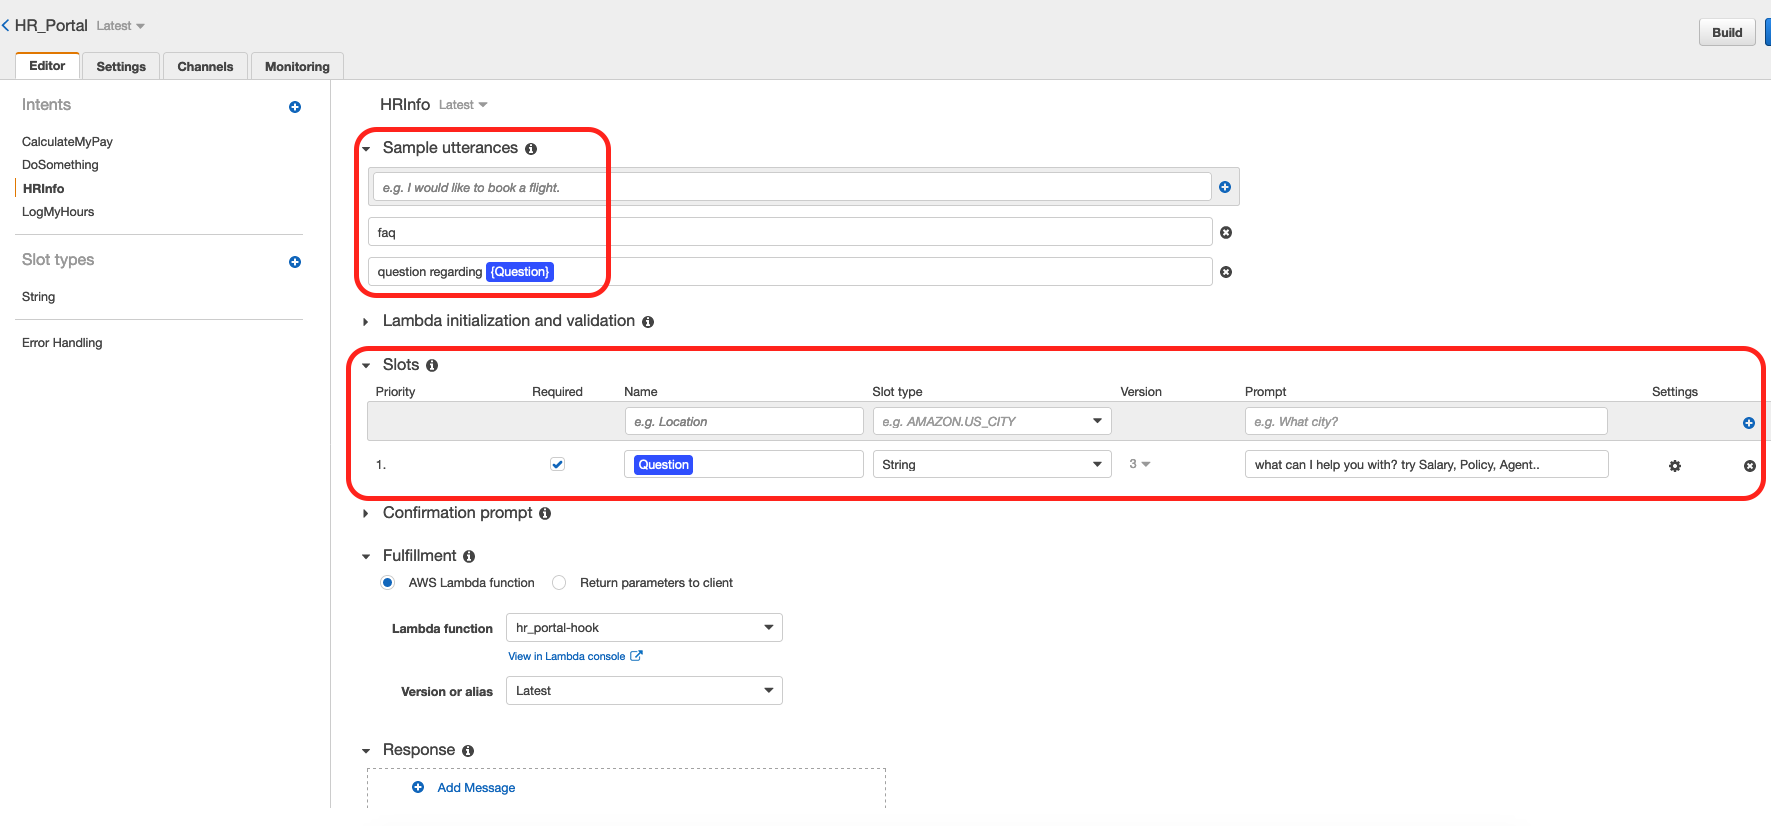 HR_Portal Latest
Build
Editor Settings Channels Monitoring
Intents
CalculateMyPay
DoSomething
HRInfo
LogMyHours
Slot types
String
Error Handling
HRInfo Latest
Sample utterances
e.g. I would like to book a flight.
faq
question regarding {Question}
Lambda initialization and validation
Slots
Priority Required Name Slot type Version Prompt Settings
e.g. Location e.g. AMAZON.US_CITY e.g. What city?
1. Question String 3 what can I help you with? try Salary, Policy, Agent..
Confirmation prompt
Fulfillment
AWS Lambda function Return parameters to client
Lambda function hr_portal-hook
View in Lambda console
Version or alias Latest
Response
Add Message